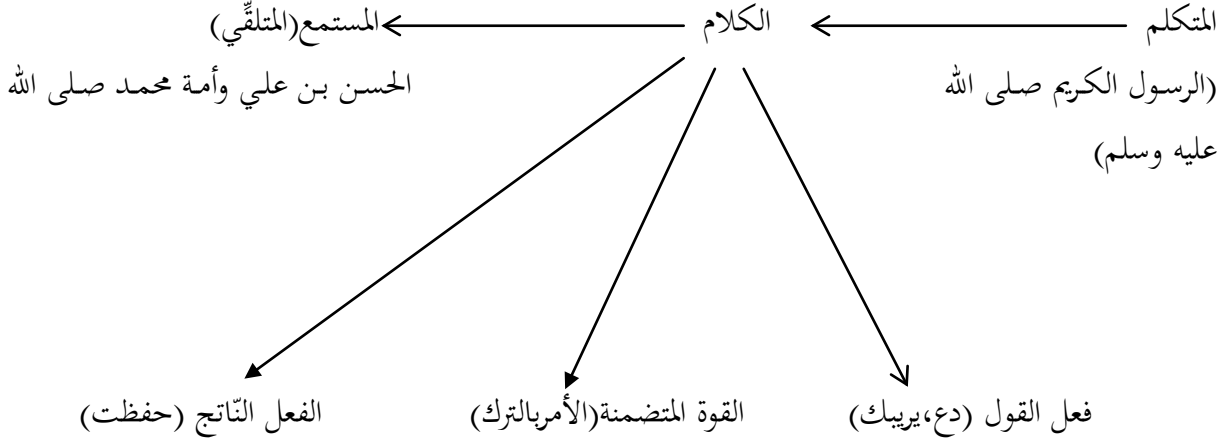 المتكلم الكلام المستمع(المتلقِّي)
(الرسول الكريم صلى الله الحسن بن علي وأمة محمد صلى الله
عليه وسلم)
فعل القول (دع،يريبك) القوة المتضمنة(الأمربالترك) الفعل النّاتج (حفظت)